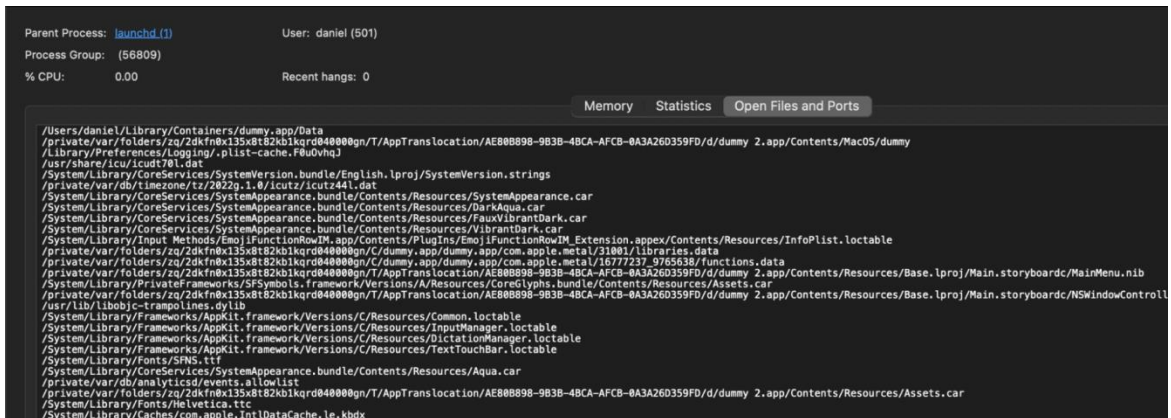 Parent Process: launchd (1) User: daniel (501)
Process Group: (56809)
% CPU: 0.00 Recent hangs: 0
Memory Statistics Open Files and Ports
/Users/daniel/Library/Containers/dummy.app/Data
/private/var/folders/zq/2dkfn0x135x8t82kb1kqrd040000gn/T/AppTranslocation/AE80B898-9B3B-4BCA-AFCB-0A3A26D359FD/d/dummy 2.app/Contents/MacOS/dummy
/Library/Preferences/Logging/.plist-cache.F0uOvhqJ
/usr/share/icu/icudt70l.dat
/System/Library/CoreServices/SystemVersion.bundle/English.lproj/SystemVersion.strings
/private/var/db/timezone/tz/2022g.1.0/icutz/icutz44l.dat
/System/Library/CoreServices/SystemAppearance.bundle/Contents/Resources/SystemAppearance.car
/System/Library/CoreServices/SystemAppearance.bundle/Contents/Resources/DarkAqua.car
/System/Library/CoreServices/SystemAppearance.bundle/Contents/Resources/FauxVibrantDark.car
/System/Library/CoreServices/SystemAppearance.bundle/Contents/Resources/VibrantDark.car
/System/Library/Input Methods/EmojiFunctionRowIM.app/Contents/PlugIns/EmojiFunctionRowIM_Extension.appex/Contents/Resources/InfoPlist.loctable
/private/var/folders/zq/2dkfn0x135x8t82kb1kqrd040000gn/C/dummy.app/dummy.app/com.apple.metal/31001/libraries.data
/private/var/folders/zq/2dkfn0x135x8t82kb1kqrd040000gn/C/dummy.app/dummy.app/com.apple.metal/16777237_9765638/functions.data
/private/var/folders/zq/2dkfn0x135x8t82kb1kqrd040000gn/T/AppTranslocation/AE80B898-9B3B-4BCA-AFCB-0A3A26D359FD/d/dummy 2.app/Contents/Resources/Base.lproj/Main.storyboardc/MainMenu.nib
/System/Library/PrivateFrameworks/SFSymbols.framework/Versions/A/Resources/CoreGlyphs.bundle/Contents/Resources/Assets.car
/private/var/folders/zq/2dkfn0x135x8t82kb1kqrd040000gn/T/AppTranslocation/AE80B898-9B3B-4BCA-AFCB-0A3A26D359FD/d/dummy 2.app/Contents/Resources/Base.lproj/Main.storyboardc/NSWindowControll
/usr/lib/libobjc-trampolines.dylib
/System/Library/Frameworks/AppKit.framework/Versions/C/Resources/Common.loctable
/System/Library/Frameworks/AppKit.framework/Versions/C/Resources/InputManager.loctable
/System/Library/Frameworks/AppKit.framework/Versions/C/Resources/DictationManager.loctable
/System/Library/Frameworks/AppKit.framework/Versions/C/Resources/TextTouchBar.loctable
/System/Library/Fonts/SFNS.ttf
/System/Library/CoreServices/SystemAppearance.bundle/Contents/Resources/Aqua.car
/private/var/db/analyticsd/events.allowlist
/private/var/folders/zq/2dkfn0x135x8t82kb1kqrd040000gn/T/AppTranslocation/AE80B898-9B3B-4BCA-AFCB-0A3A26D359FD/d/dummy 2.app/Contents/Resources/Assets.car
/System/Library/Fonts/Helvetica.ttc
/System/Library/Caches/com.apple.IntlDataCache.le.kbdx